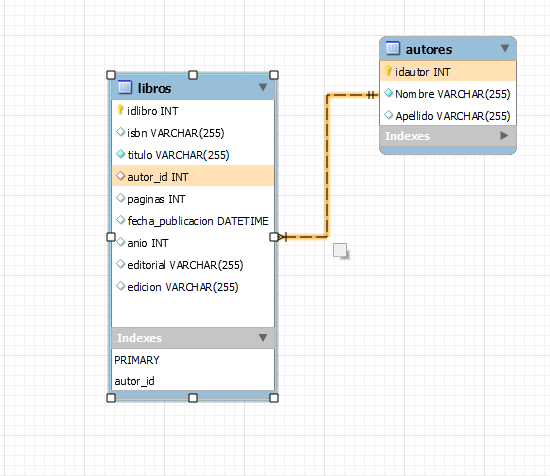 autores
idautor INT
Nombre VARCHAR(255)
Apellido VARCHAR(255)
Indexes
libros
idlibro INT
isbn VARCHAR(255)
titulo VARCHAR(255)
autor_id INT
paginas INT
fecha_publicacion DATETIME
anio INT
editorial VARCHAR(255)
edicion VARCHAR(255)
Indexes
PRIMARY
autor_id